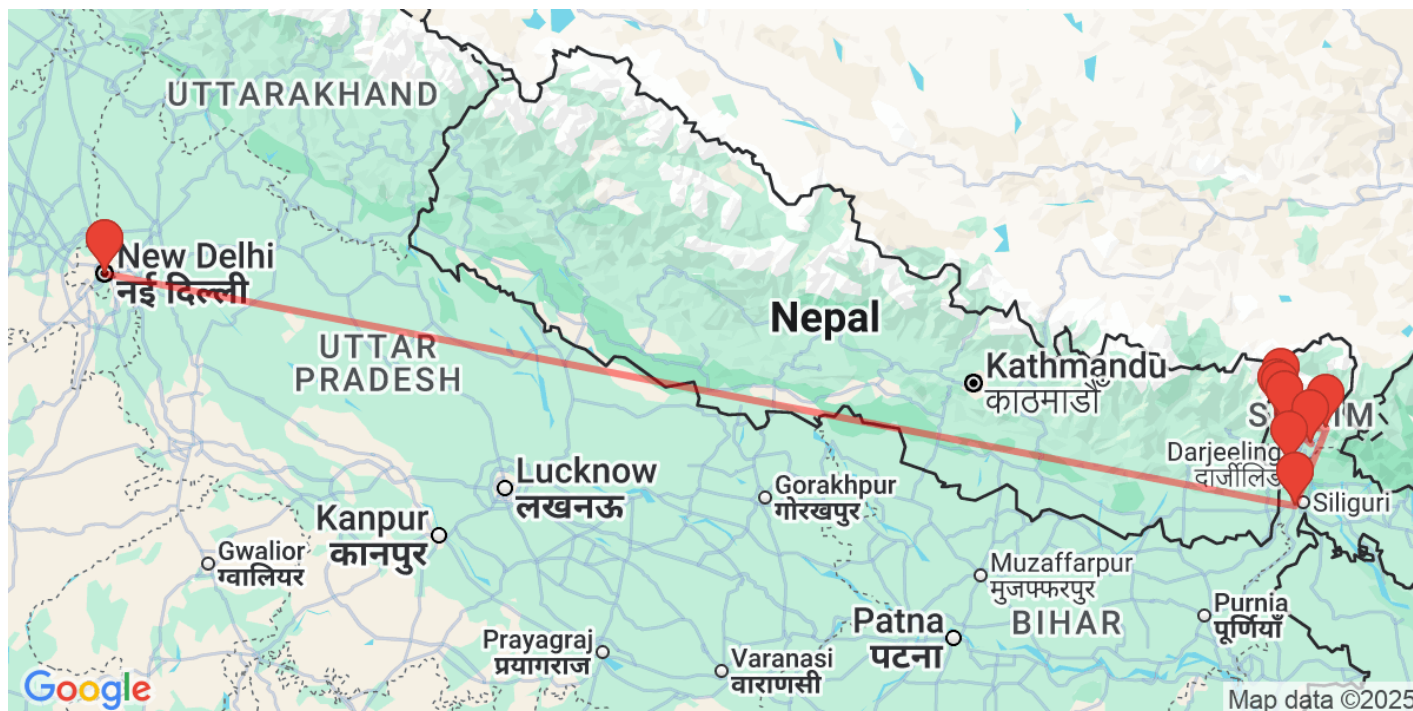 UTTARAKHAND
New Delhi
नई दिल्ली
UTTAR
PRADESH
Nepal
Kathmandu
काठमाडौँ
Darjeeling
Siliguri
Lucknow
लखनऊ
Gorakhpur
गोरखपुर
Kanpur
कानपुर
Gwalior
ग्वालियर
Muzaffarpur
मुजफ्फरपुर
Purnia
पूर्णियाँ
BIHAR
Patna
पटना
Prayagraj
प्रयागराज
Varanasi
वाराणसी
Google
Map data ©2025